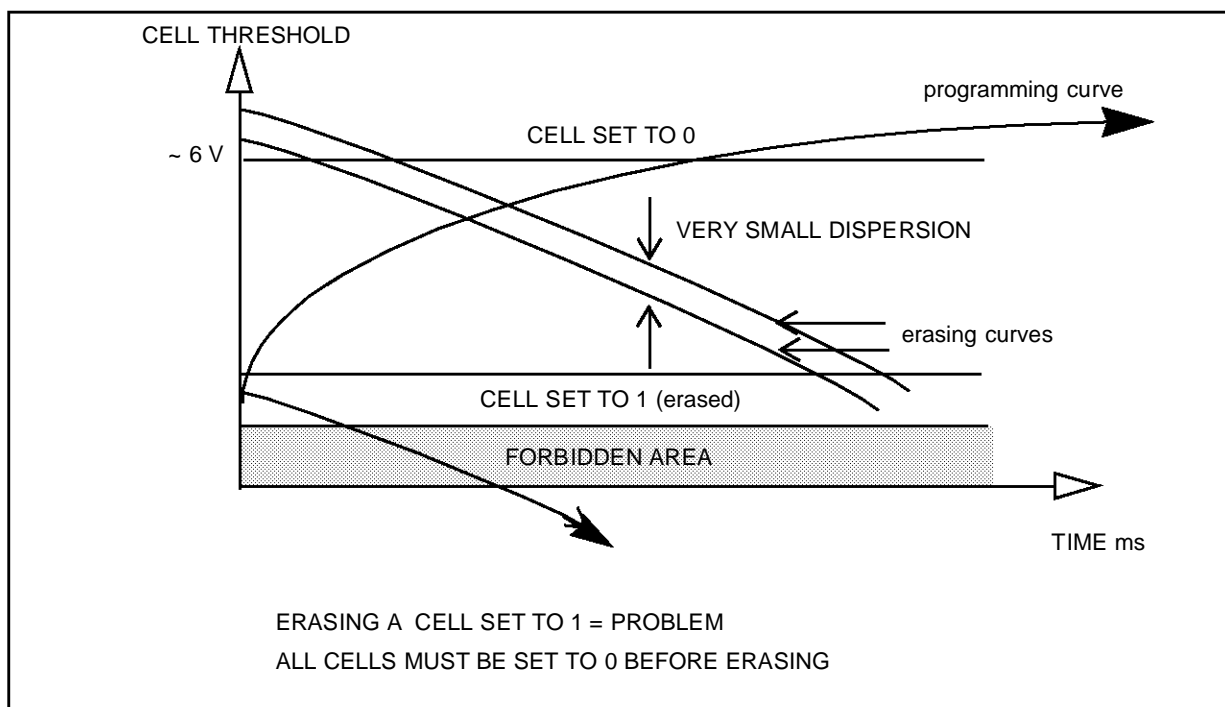 CELL THRESHOLD
programming curve
CELL SET TO 0
~ 6 V
VERY SMALL DISPERSION
erasing curves
CELL SET TO 1 (erased)
FORBIDDEN AREA
TIME ms
ERASING A CELL SET TO 1 = PROBLEM
ALL CELLS MUST BE SET TO 0 BEFORE ERASING